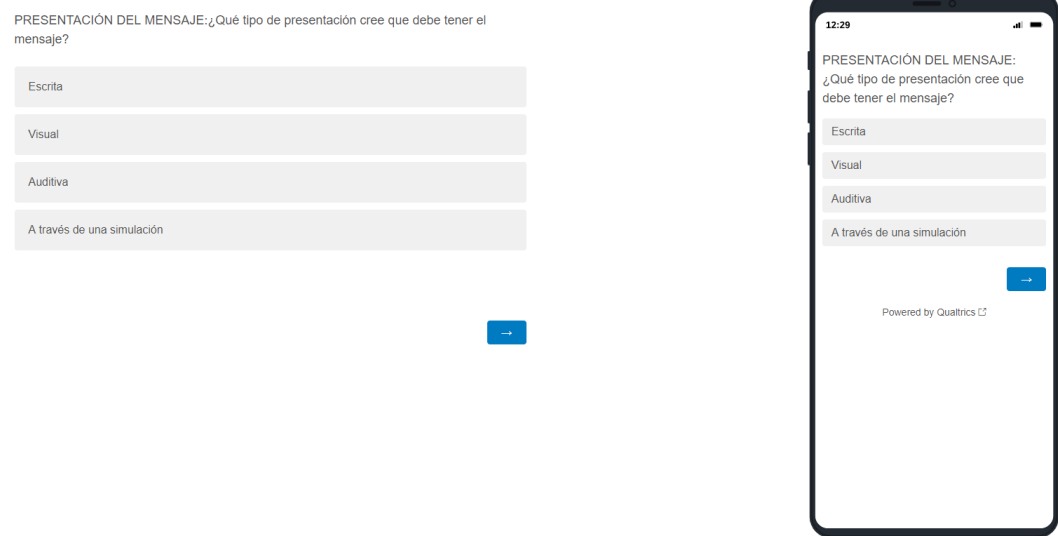 PRESENTACIÓN DEL MENSAJE:¿Qué tipo de presentación cree que debe tener el
mensaje?
Escrita
Visual
Auditiva
A través de una simulación
→
12:29
PRESENTACIÓN DEL MENSAJE:
¿Qué tipo de presentación cree que
debe tener el mensaje?
Escrita
Visual
Auditiva
A través de una simulación
→
Powered by Qualtrics